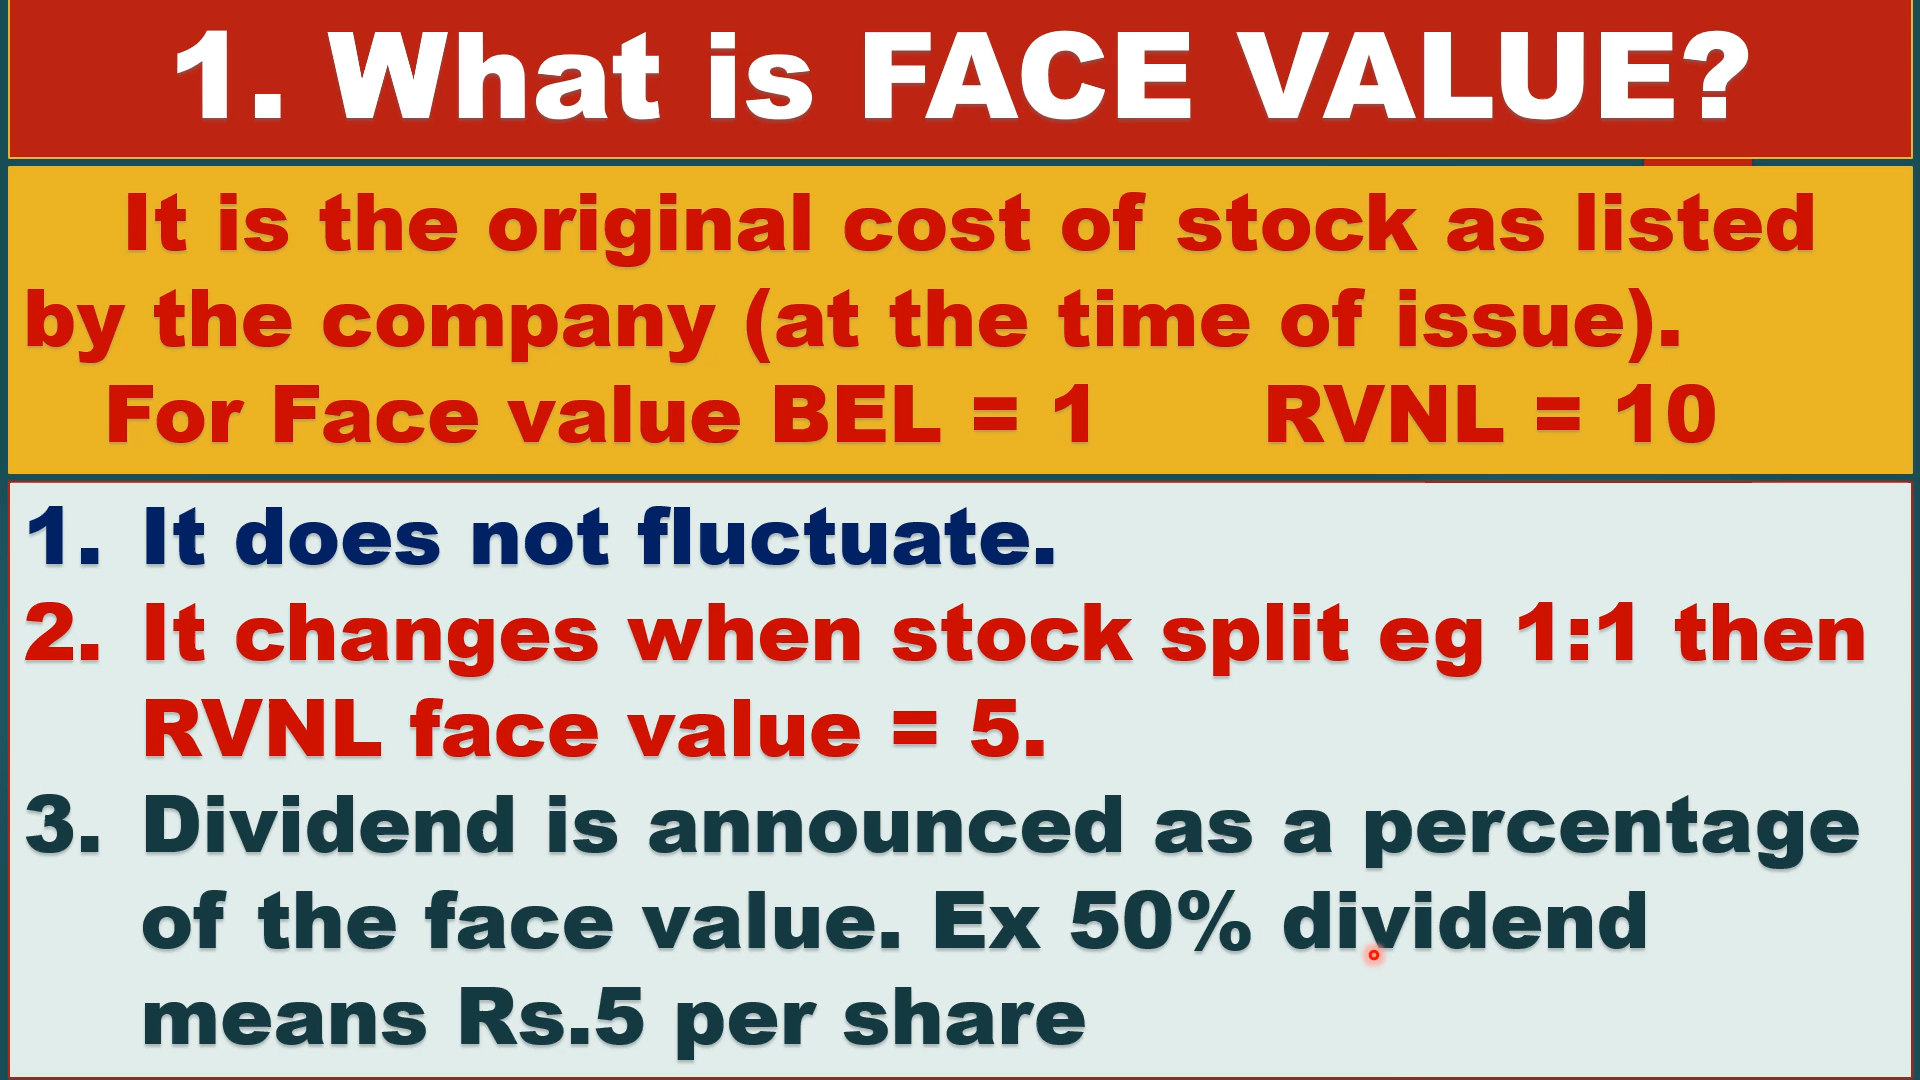 1. What is FACE VALUE?
It is the original cost of stock as listed
by the company (at the time of issue).
For Face value BEL = 1 RVNL = 10
1. It does not fluctuate.
2. It changes when stock split eg 1:1 then
RVNL face value = 5.
3. Dividend is announced as a percentage
of the face value. Ex 50% dividend
means Rs.5 per share